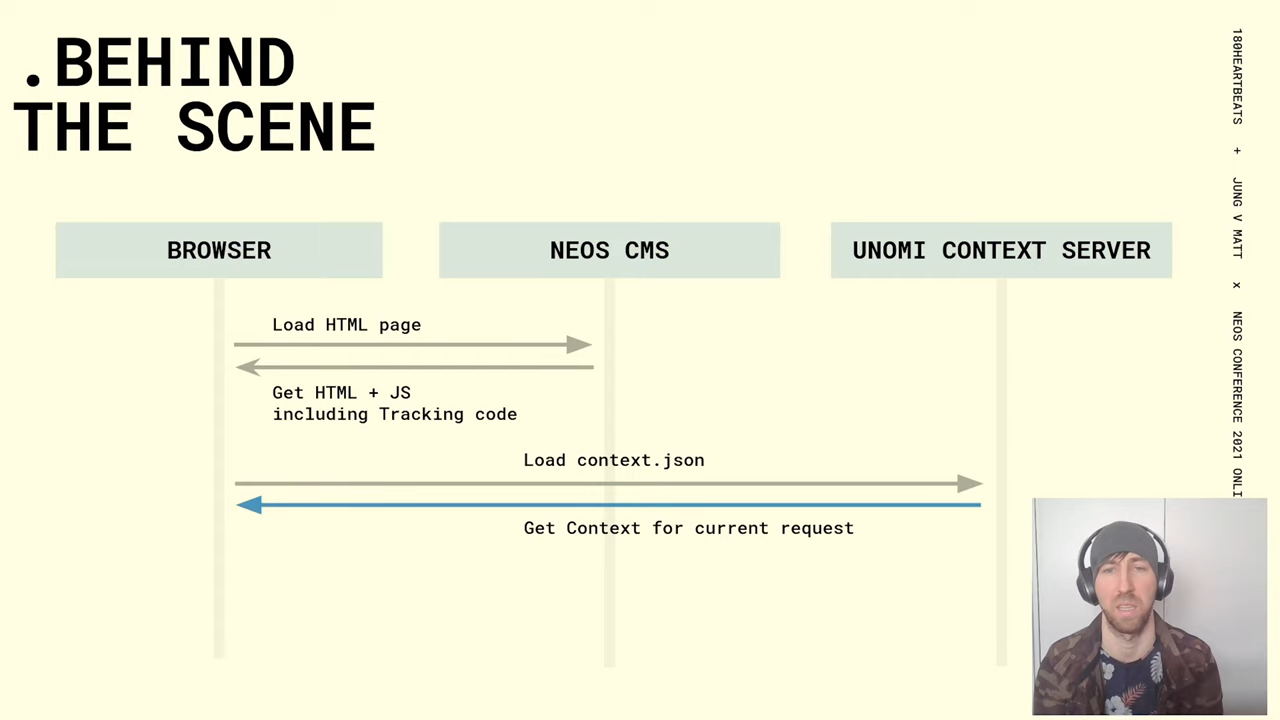 .BEHIND
THE SCENE
BROWSER
NEOS CMS
UNOMI CONTEXT SERVER
Load HTML page
Get HTML + JS
including Tracking code
Load context.json
Get Context for current request
180HEARTBEATS + JUNG V MATT x NEOS CONFERENCE 2021 ONLI